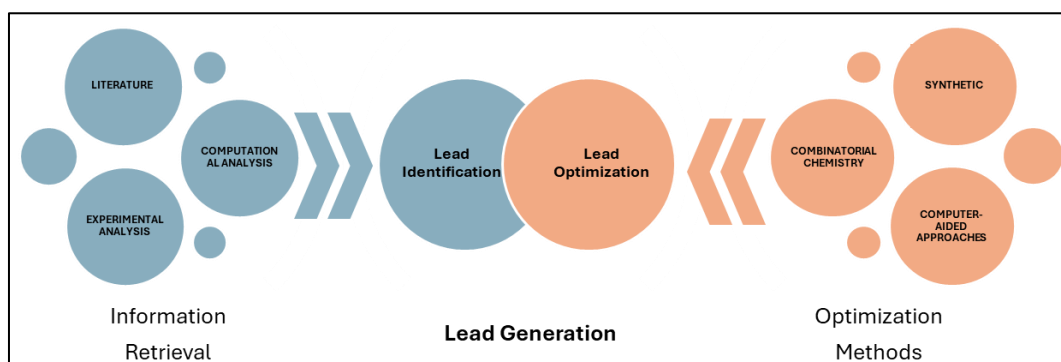 LITERATURE
COMPUTATION
AL ANALYSIS
EXPERIMENTAL
ANALYSIS
Information
Retrieval
Lead
Identification
Lead
Optimization
Lead Generation
SYNTHETIC
COMBINATORIAL
CHEMISTRY
COMPUTER-
AIDED
APPROACHES
Optimization
Methods